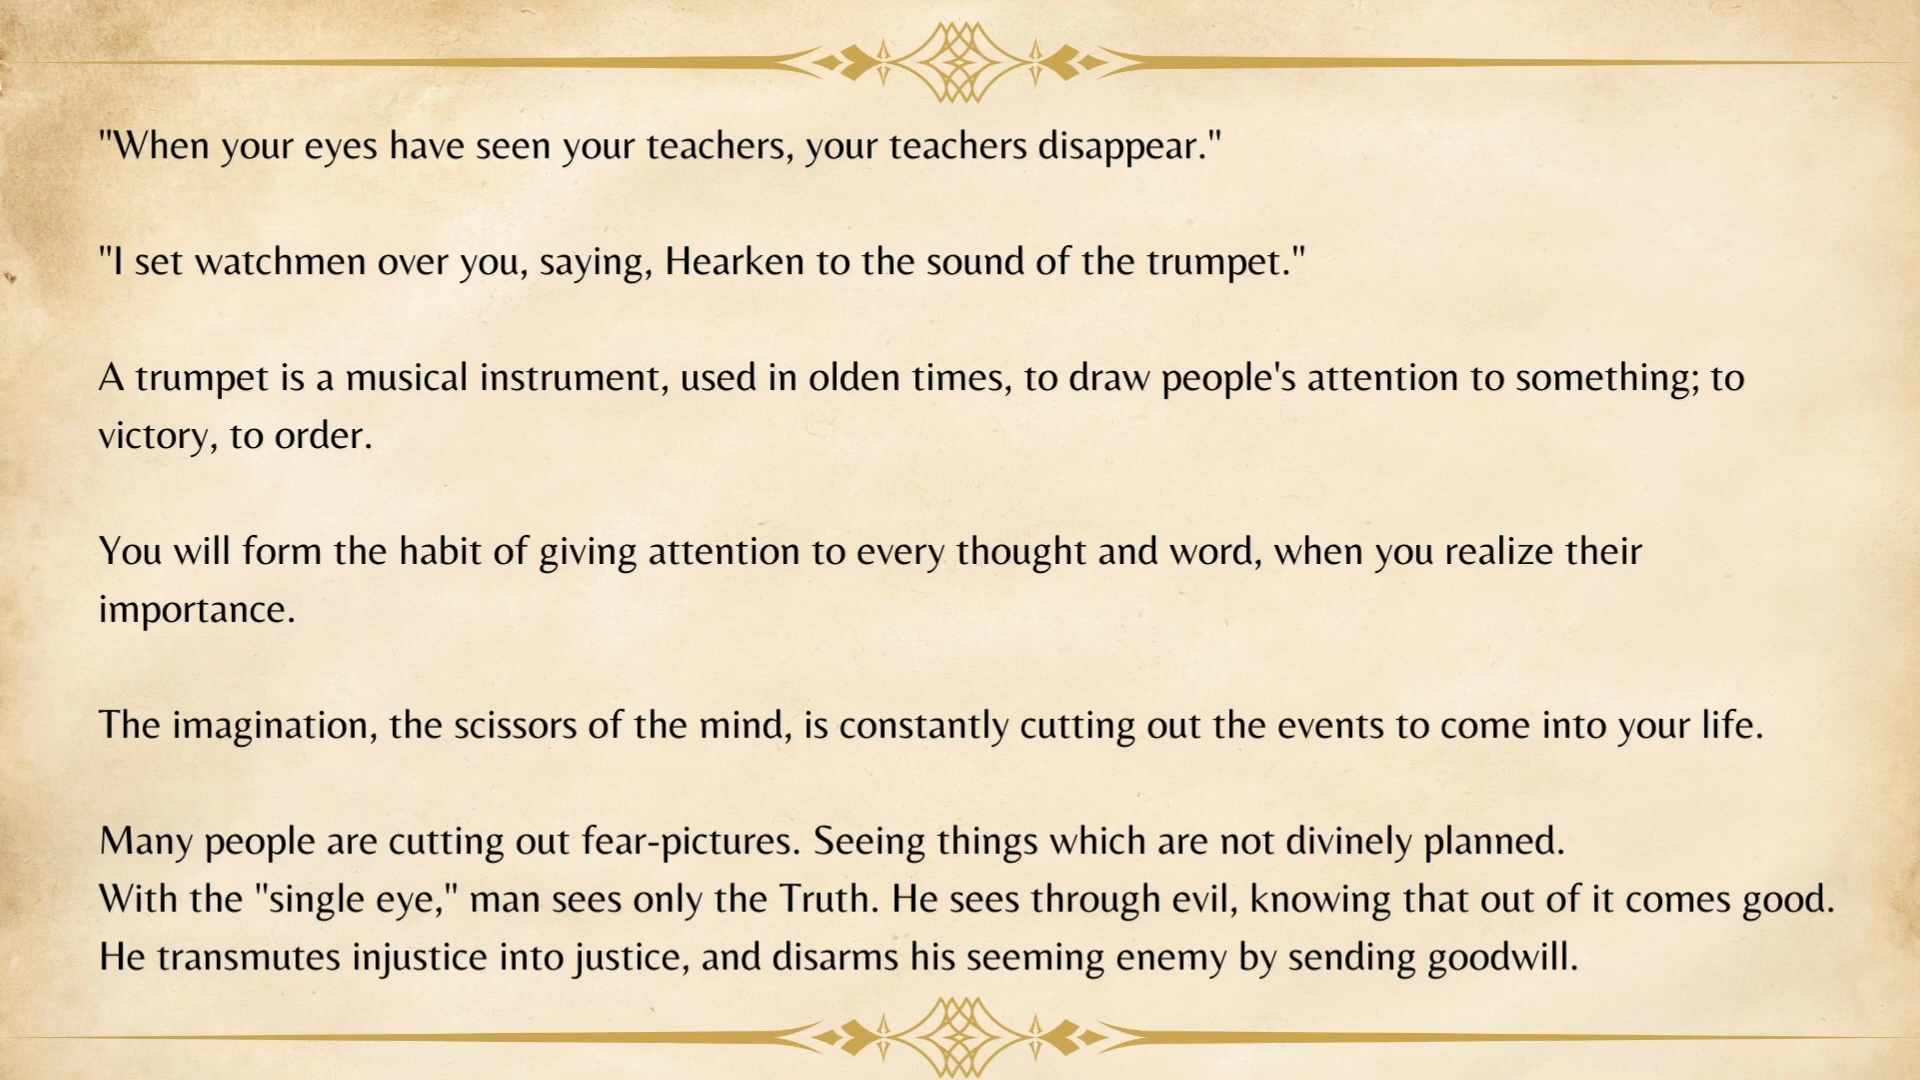 "When your eyes have seen your teachers, your teachers disappear."
"I set watchmen over you, saying, Hearken to the sound of the trumpet."
A trumpet is a musical instrument, used in olden times, to draw people's attention to something; to
victory, to order.
You will form the habit of giving attention to every thought and word, when you realize their
importance.
The imagination, the scissors of the mind, is constantly cutting out the events to come into your life.
Many people are cutting out fear-pictures. Seeing things which are not divinely planned.
With the "single eye," man sees only the Truth. He sees through evil, knowing that out of it comes good.
He transmutes injustice into justice, and disarms his seeming enemy by sending goodwill.